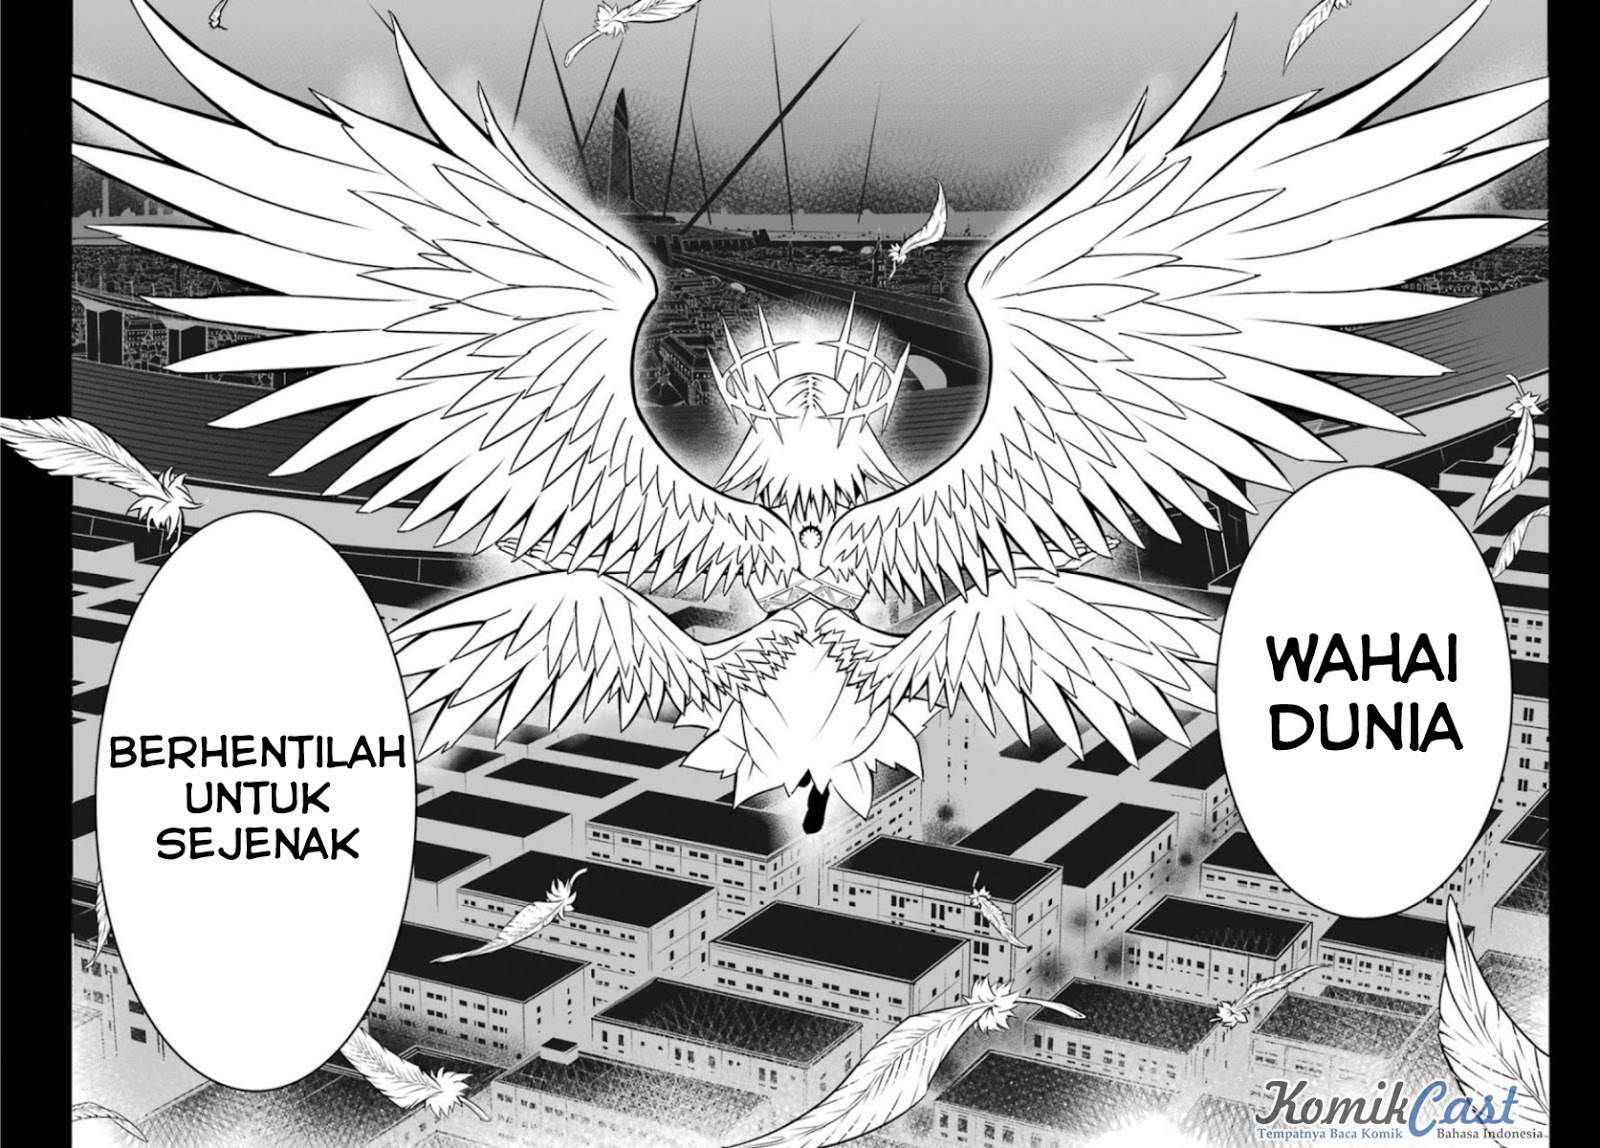 WAHAI
DUNIA
BERHENTILAH
UNTUK
SEJENAK
KomikCast
Tempatnya Baca Komik Bahasa Indonesia